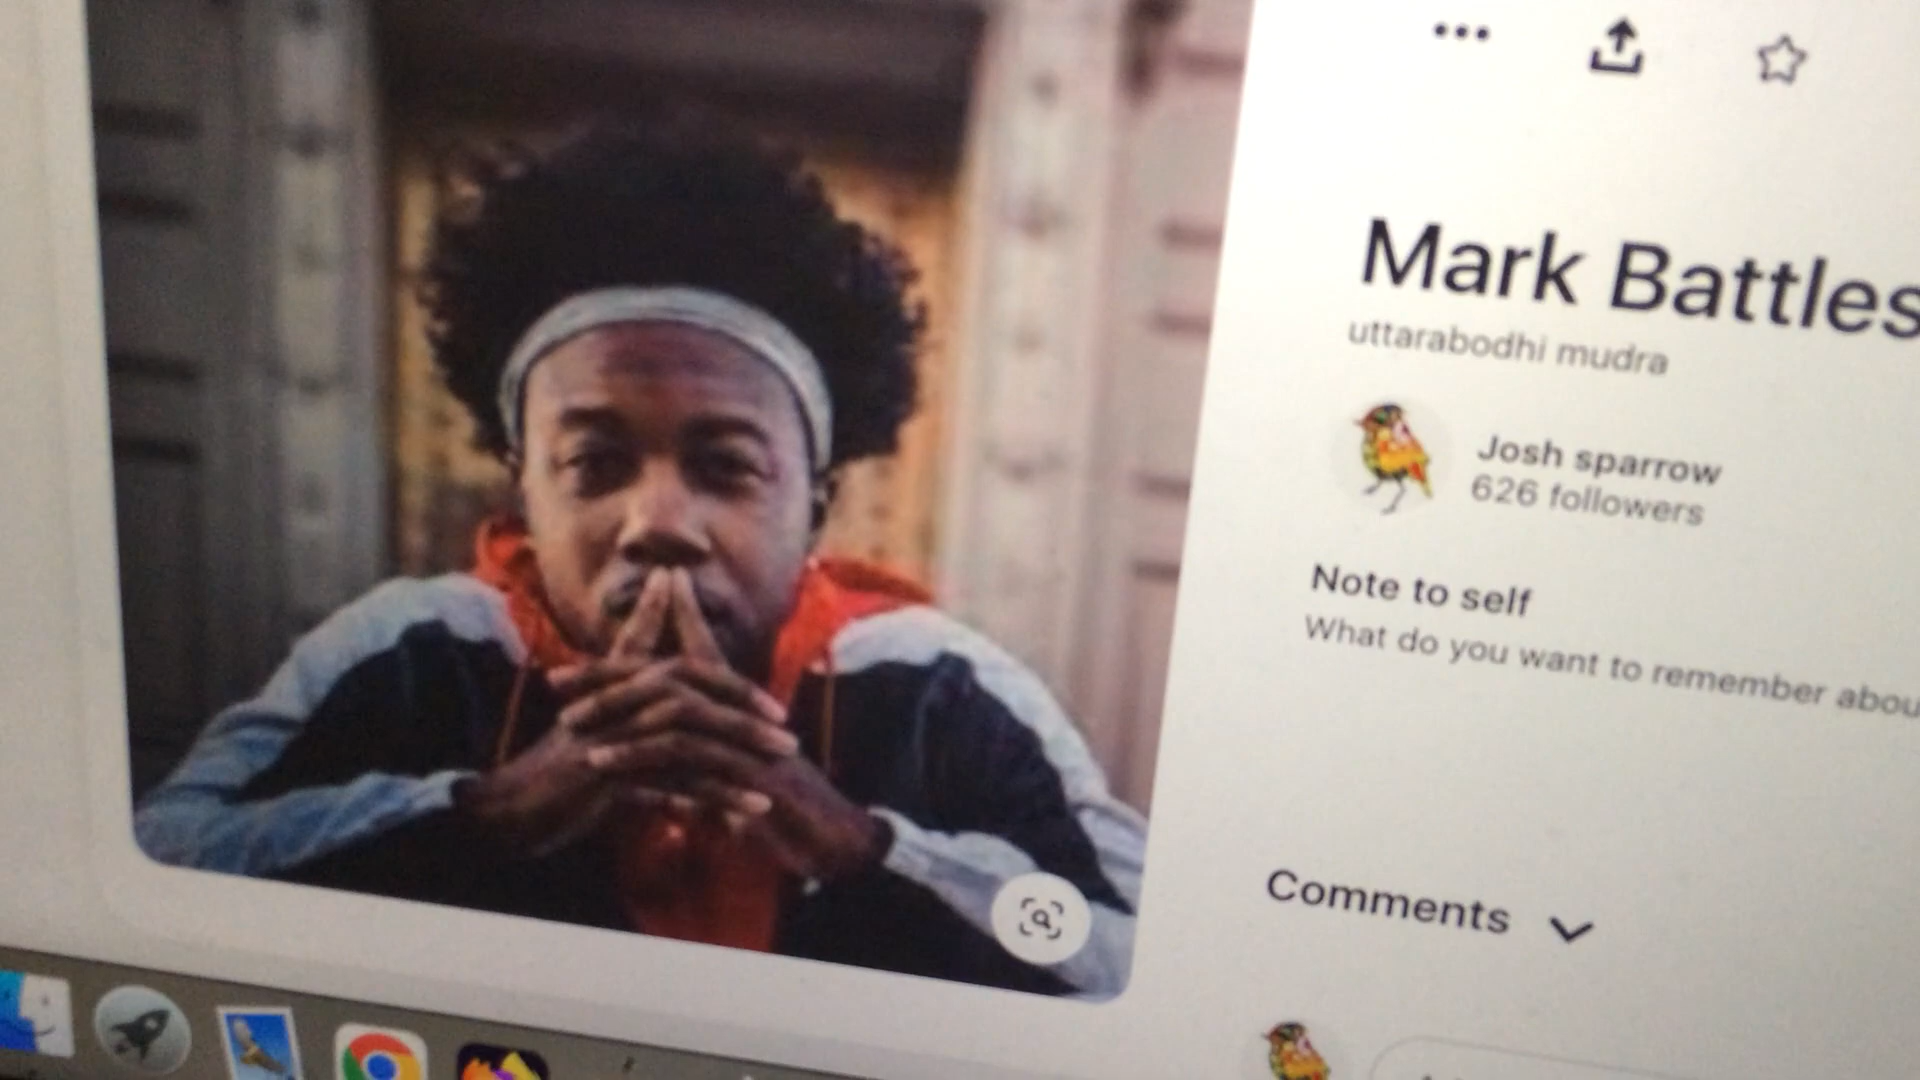 Mark Battles
uttarabodhi mudra
Josh sparrow
626 followers
Note to self
What do you want to remember abou
Comments